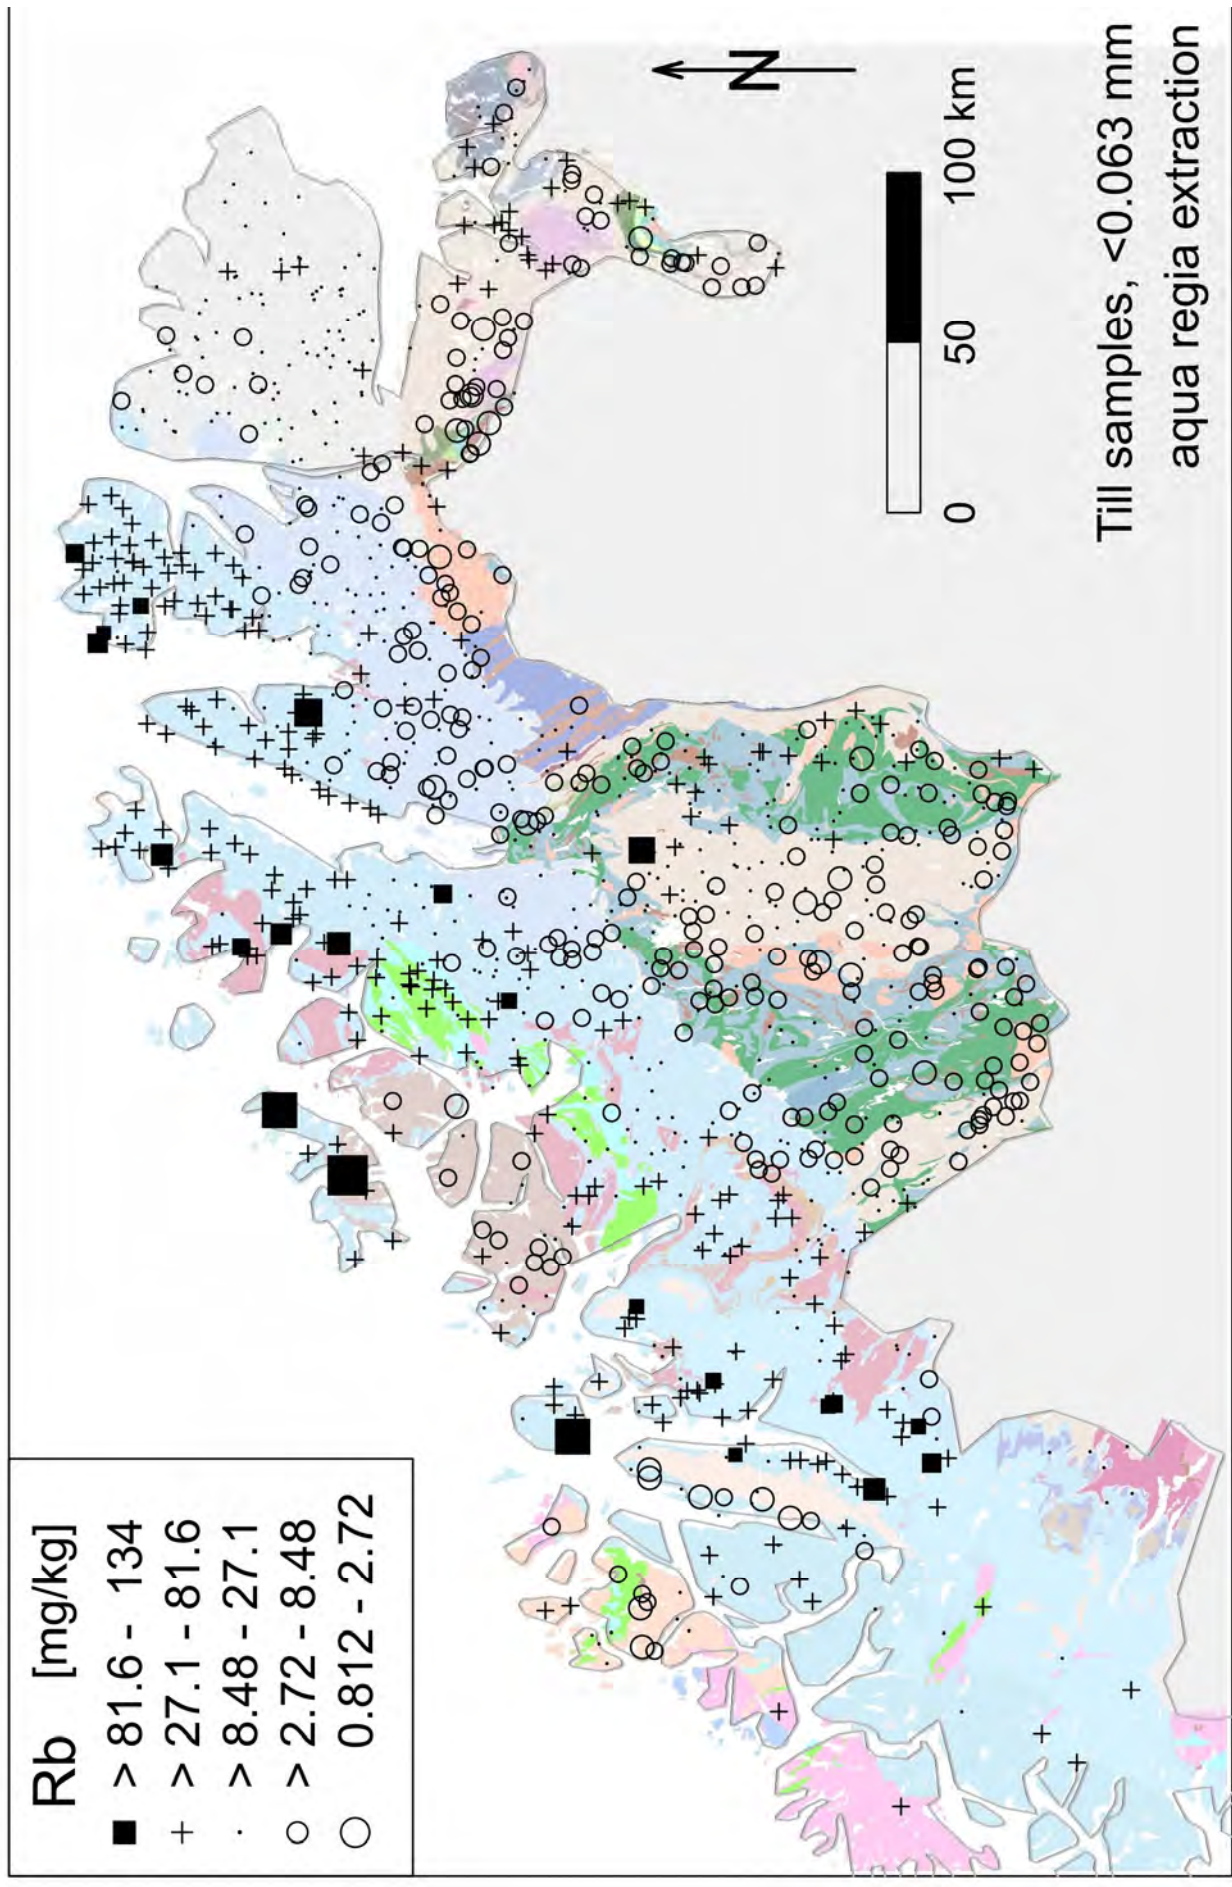 Rb [mg/kg]
> 81.6 - 134
> 27.1 - 81.6
> 8.48 - 27.1
> 2.72 - 8.48
0.812 - 2.72
N
0 50 100 km
Till samples, <0.063 mm
aqua regia extraction